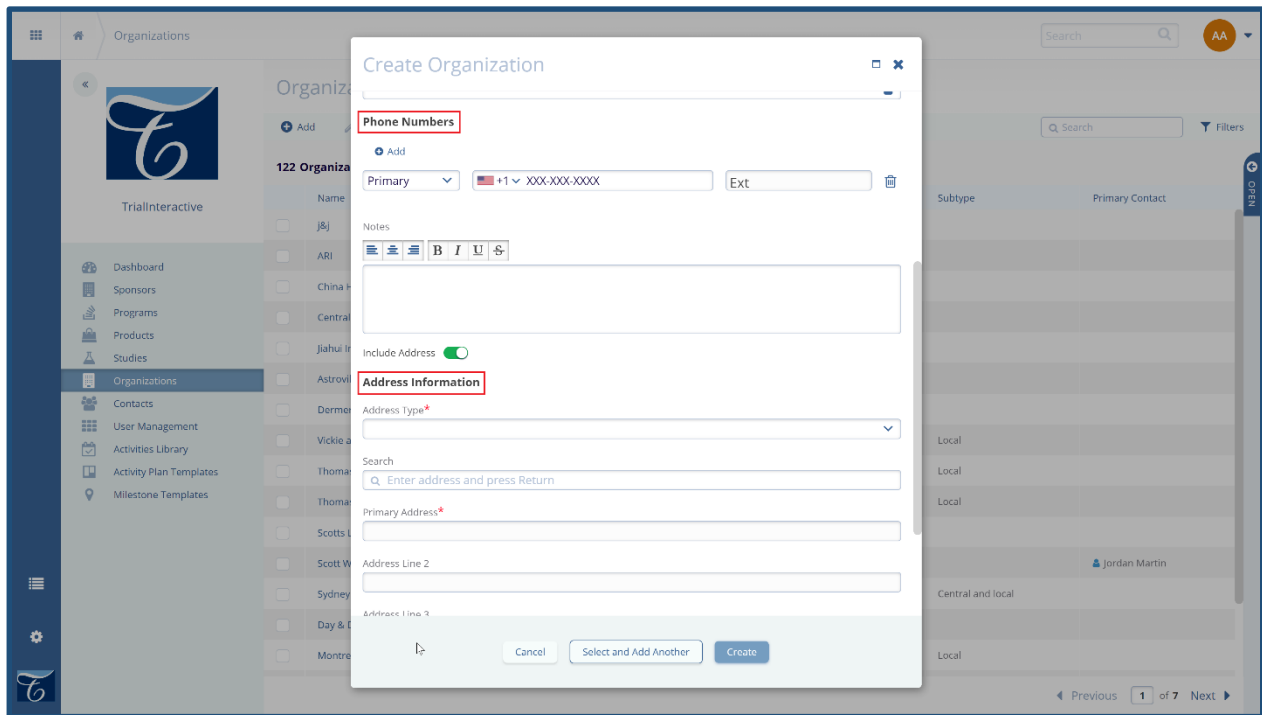 Organizations
Search
AA
Create Organization
Organiza
Add
Search
Filters
Phone Numbers
Add
122 Organiza
Primary
+1 XXX-XXX-XXXX
Ext
OPEN
TrialInteractive
Name
Subtype
Primary Contact
j&j
Notes
B I U S
ARI
Dashboard
Sponsors
China H
Programs
Central
Products
Jiahui In
Include Address
Studies
Organizations
Astrovil
Address Information
Contacts
Dermer
Address Type*
User Management
Vickie a
Local
Activities Library
Search
Activity Plan Templates
Thomas
Enter address and press Return
Local
Milestone Templates
Thomas
Local
Primary Address*
Scotts L
Scott W
Address Line 2
Jordan Martin
Sydney
Central and local
Address Line 3
Day & D
Montre
Cancel
Select and Add Another
Create
Local
Previous 1 of 7 Next